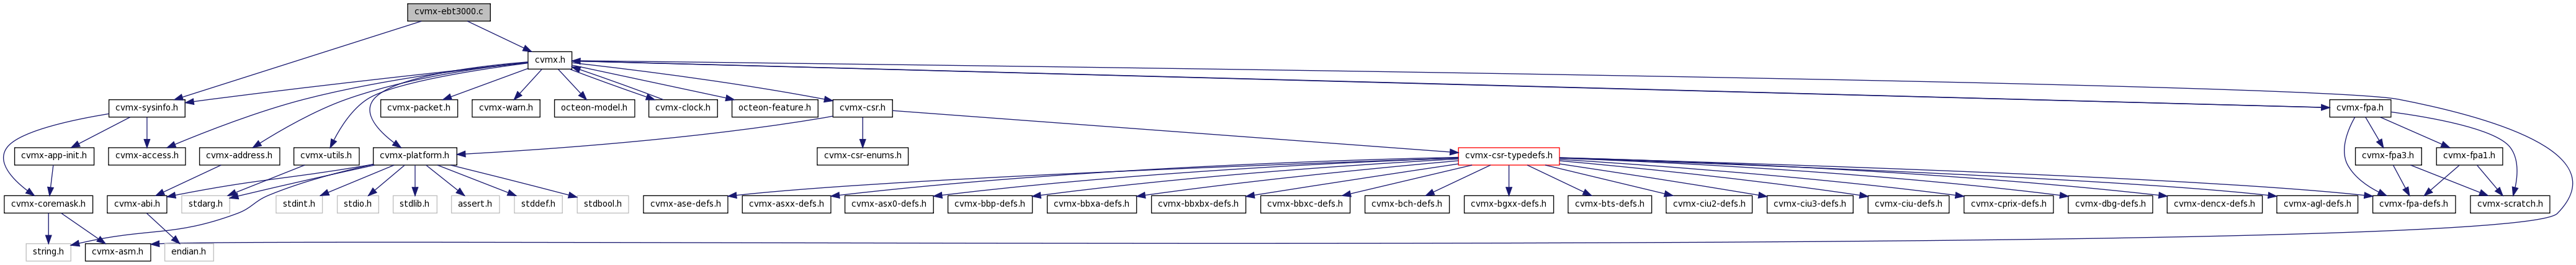 cvmx-ebt3000.c
cvmx.h
cvmx-sysinfo.h
cvmx-packet.h
cvmx-warn.h
octeon-model.h
cvmx-clock.h
octeon-feature.h
cvmx-csr.h
cvmx-fpa.h
cvmx-app-init.h
cvmx-access.h
cvmx-address.h
cvmx-utils.h
cvmx-platform.h
cvmx-csr-enums.h
cvmx-csr-typedefs.h
cvmx-fpa3.h
cvmx-fpa1.h
cvmx-coremask.h
cvmx-abi.h
stdarg.h
stdint.h
stdio.h
stdlib.h
assert.h
stddef.h
stdbool.h
cvmx-ase-defs.h
cvmx-asxx-defs.h
cvmx-asx0-defs.h
cvmx-bbp-defs.h
cvmx-bbxa-defs.h
cvmx-bbxbx-defs.h
cvmx-bbxc-defs.h
cvmx-bch-defs.h
cvmx-bgxx-defs.h
cvmx-bts-defs.h
cvmx-ciu2-defs.h
cvmx-ciu3-defs.h
cvmx-ciu-defs.h
cvmx-cprix-defs.h
cvmx-dbg-defs.h
cvmx-dencx-defs.h
cvmx-agl-defs.h
cvmx-fpa-defs.h
cvmx-scratch.h
string.h
cvmx-asm.h
endian.h